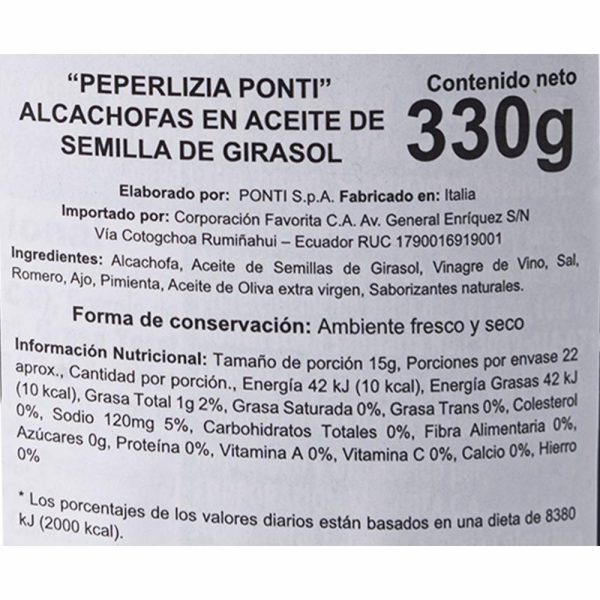 “PEPERLIZIA PONTI”
ALCACHOFAS EN ACEITE DE
SEMILLA DE GIRASOL
Contenido neto
330g
Elaborado por: PONTI S.p.A. Fabricado en: Italia
Importado por: Corporación Favorita C.A. Av. General Enríquez S/N
Vía Cotogchoa Rumiñahui – Ecuador RUC 1790016919001
Ingredientes: Alcachofa, Aceite de Semillas de Girasol, Vinagre de Vino, Sal,
Romero, Ajo, Pimienta, Aceite de Oliva extra virgen, Saborizantes naturales.
Forma de conservación: Ambiente fresco y seco
Información Nutricional: Tamaño de porción 15g, Porciones por envase 22
aprox., Cantidad por porción., Energía 42 kJ (10 kcal), Energía Grasas 42 kJ
(10 kcal), Grasa Total 1g 2%, Grasa Saturada 0%, Grasa Trans 0%, Colesterol
0%, Sodio 120mg 5%, Carbohidratos Totales 0%, Fibra Alimentaria 0%,
Azúcares 0g, Proteína 0%, Vitamina A 0%, Vitamina C 0%, Calcio 0%, Hierro
0%
* Los porcentajes de los valores diarios están basados en una dieta de 8380
kJ (2000 kcal).